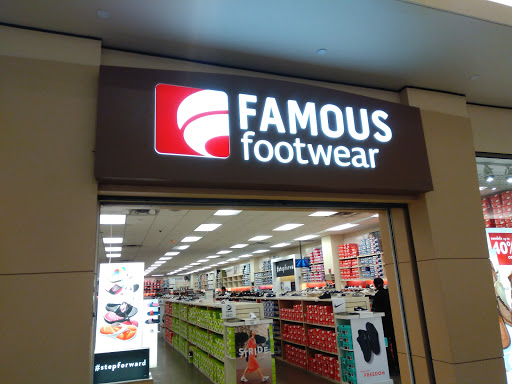 FAMOUS
footwear
#stepforward
STRIDE
FREEDOM
40%